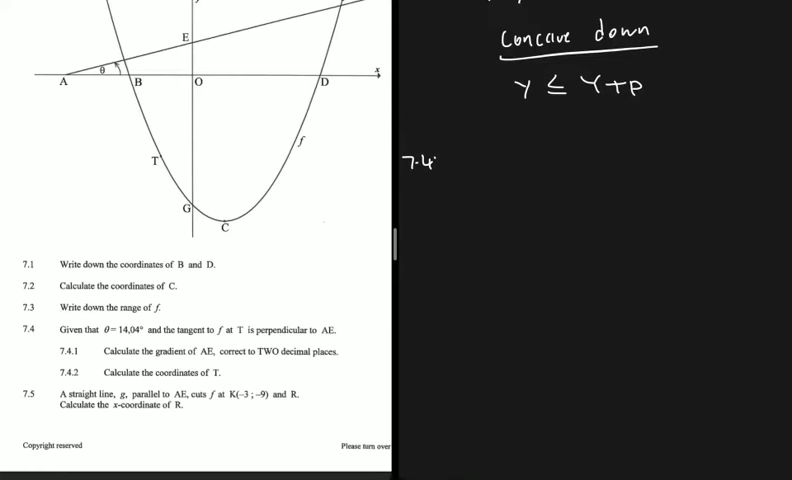 E
x
θ
A
B
O
D
f
T
G
C
7.1 Write down the coordinates of B and D.
7.2 Calculate the coordinates of C.
7.3 Write down the range of f.
7.4 Given that θ = 14,04° and the tangent to f at T is perpendicular to AE.
7.4.1 Calculate the gradient of AE, correct to TWO decimal places.
7.4.2 Calculate the coordinates of T.
7.5 A straight line, g, parallel to AE, cuts f at K(–3 ; –9) and R.
Calculate the x-coordinate of R.
Copyright reserved
Please turn over
Concave down
y ≤ YTP
7.4